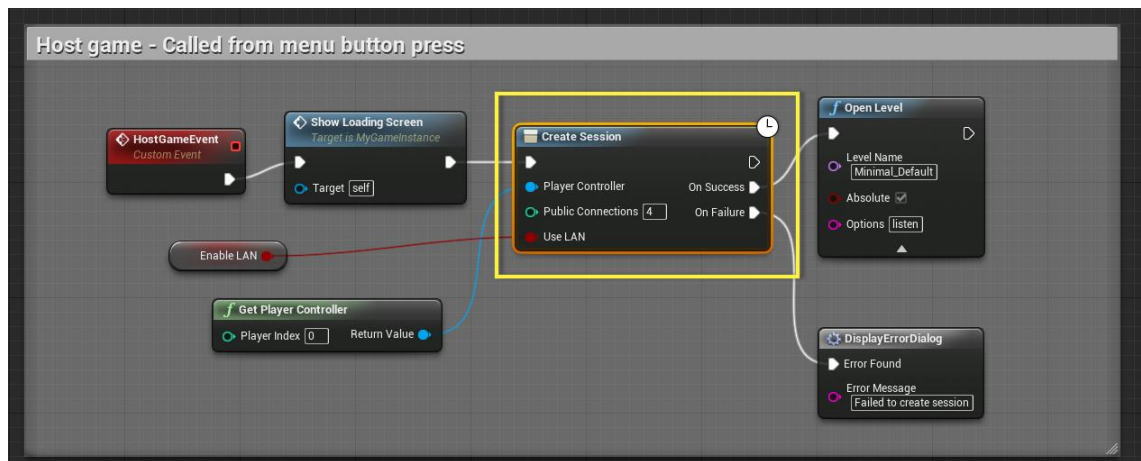 Host game - Called from menu button press
HostGameEvent
Custom Event
Show Loading Screen
Target is MyGameInstance
Target self
Enable LAN
Get Player Controller
Player Index 0 Return Value
Create Session
Player Controller On Success
Public Connections 4 On Failure
Use LAN
f Open Level
Level Name
Minimal_Default
Absolute
Options listen
DisplayErrorDialog
Error Found
Error Message
Failed to create session